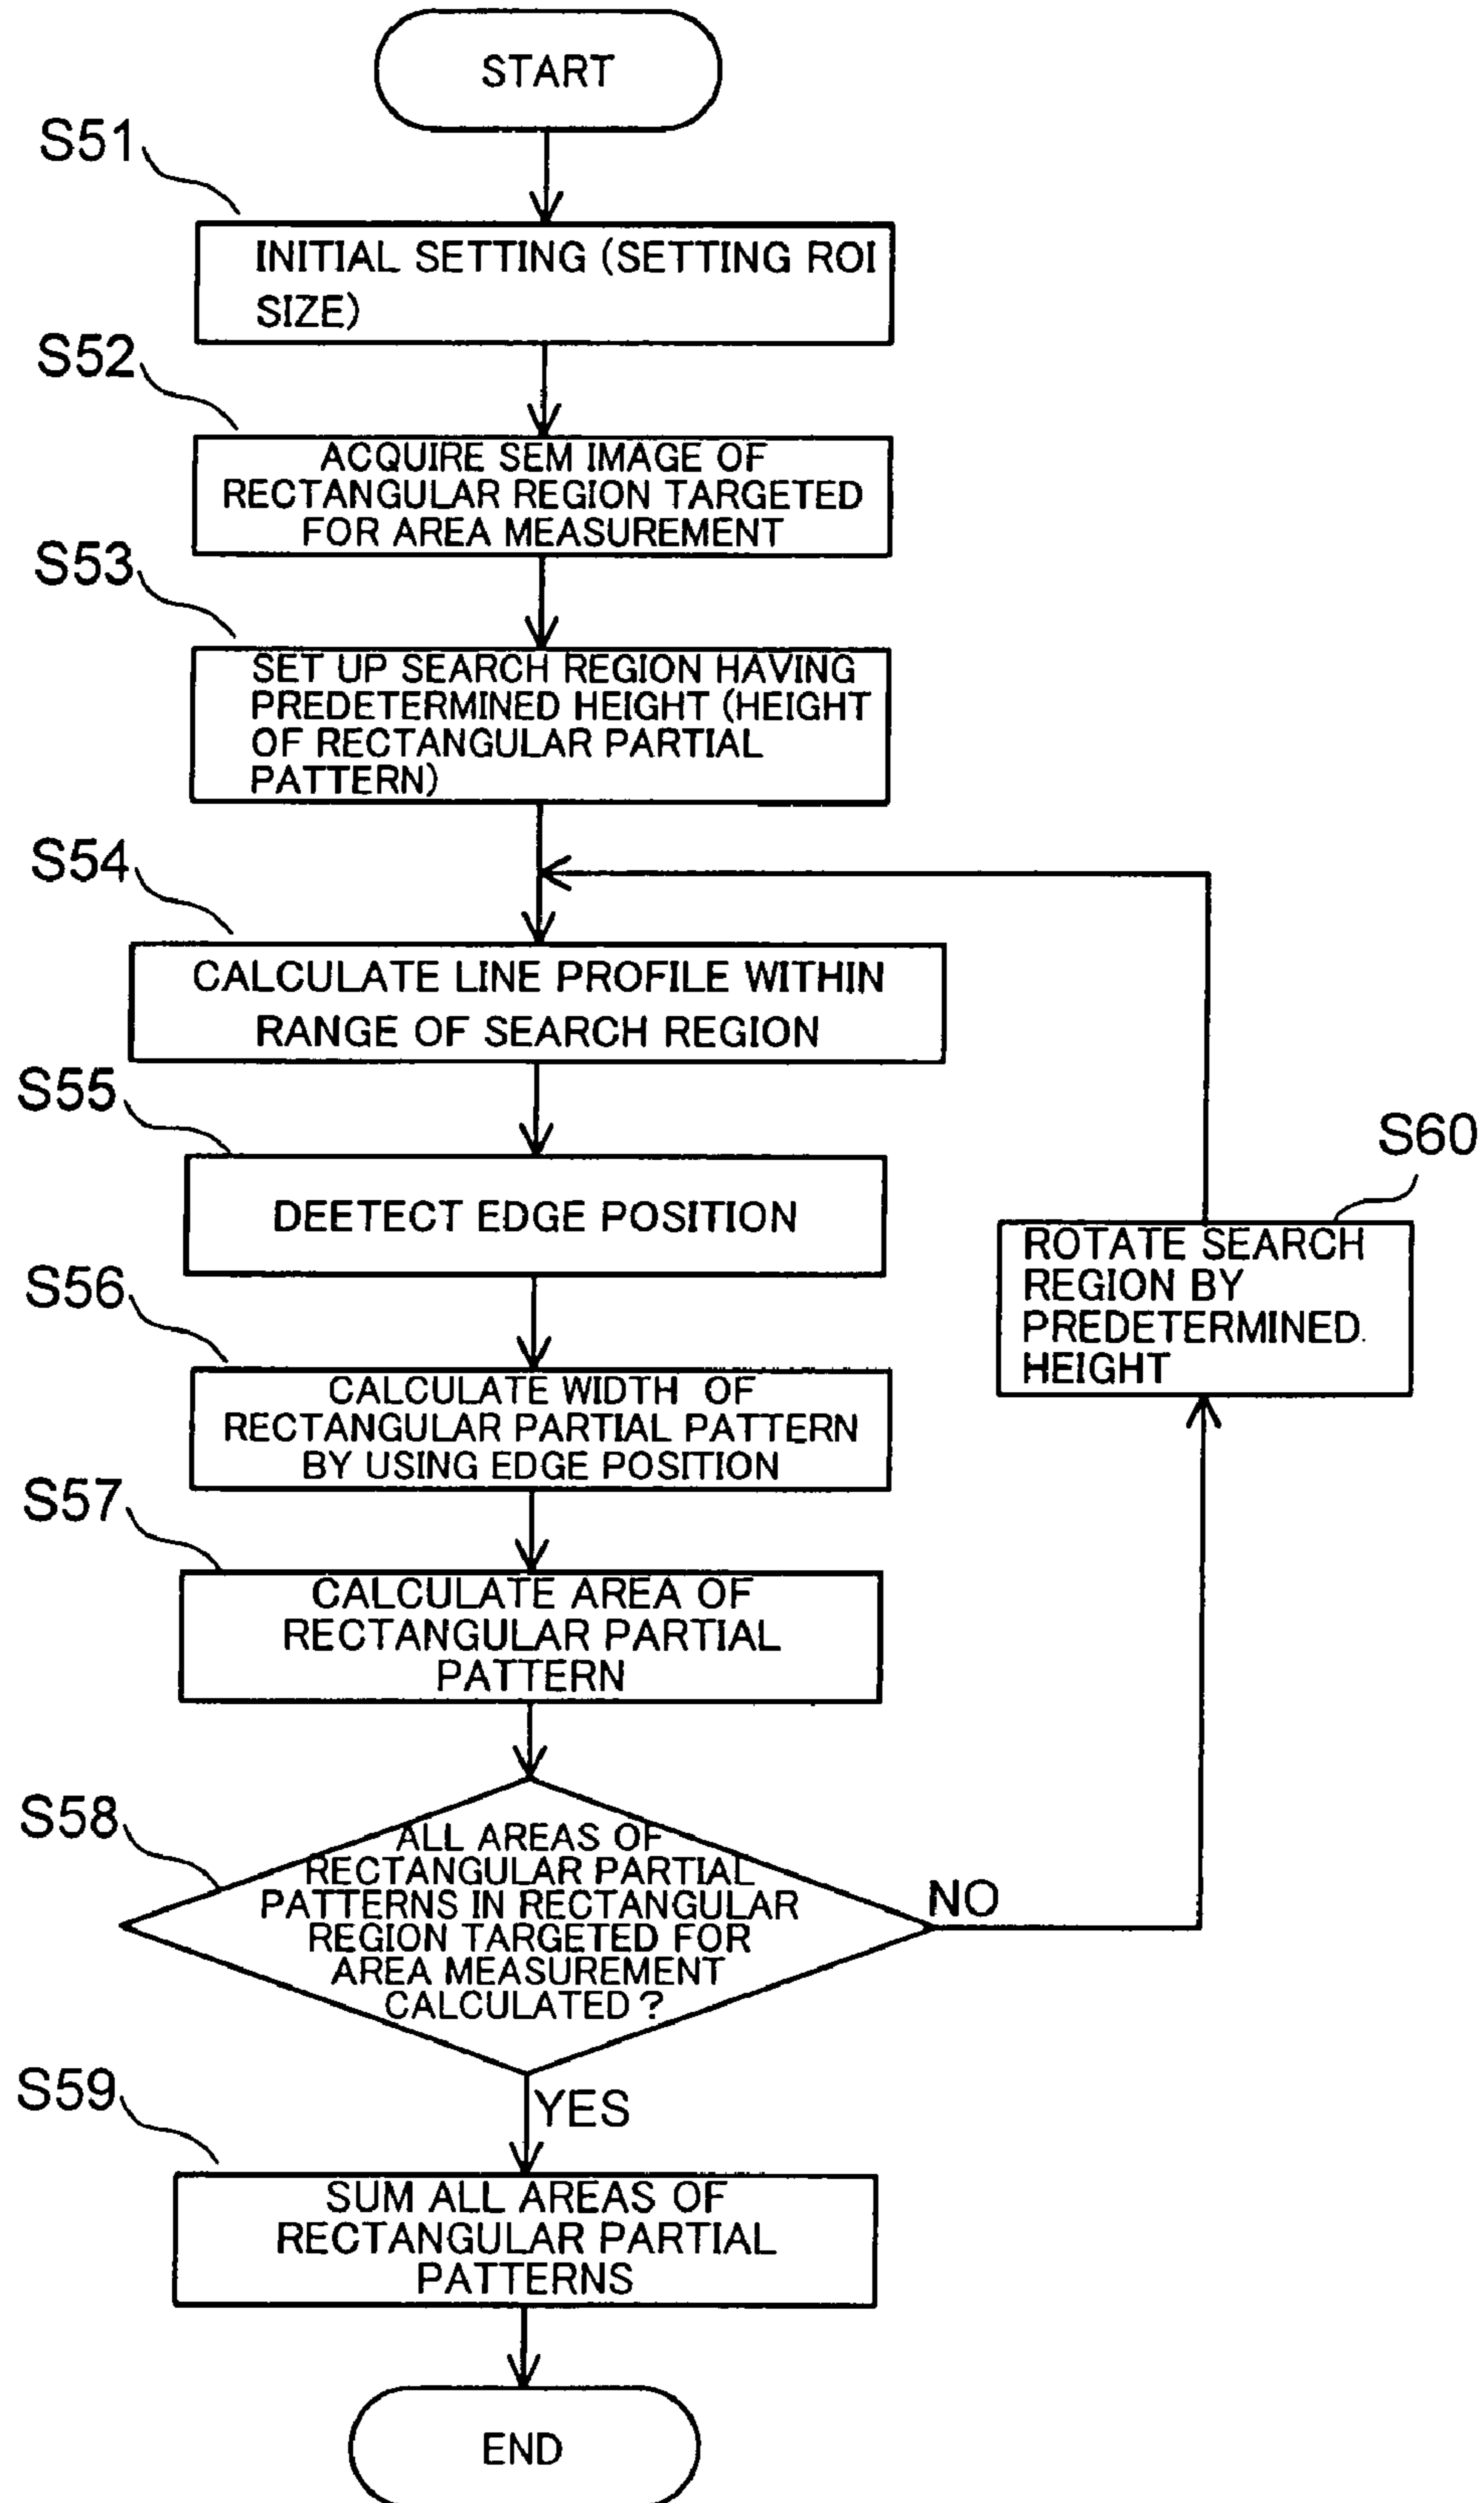 START
S51
INITIAL SETTING (SETTING ROI
SIZE)
S52
ACQUIRE SEM IMAGE OF
RECTANGULAR REGION TARGETED
FOR AREA MEASUREMENT
S53
SET UP SEARCH REGION HAVING
PREDETERMINED HEIGHT (HEIGHT
OF RECTANGULAR PARTIAL
PATTERN)
S54
CALCULATE LINE PROFILE WITHIN
RANGE OF SEARCH REGION
S55
DEETECT EDGE POSITION
S60
ROTATE SEARCH
REGION BY
PREDETERMINED.
HEIGHT
S56
CALCULATE WIDTH OF
RECTANGULAR PARTIAL PATTERN
BY USING EDGE POSITION
S57
CALCULATE AREA OF
RECTANGULAR PARTIAL
PATTERN
S58
ALL AREAS OF
RECTANGULAR PARTIAL
PATTERNS IN RECTANGULAR
REGION TARGETED FOR
AREA MEASUREMENT
CALCULATED ?
NO
YES
S59
SUM ALL AREAS OF
RECTANGULAR PARTIAL
PATTERNS
END